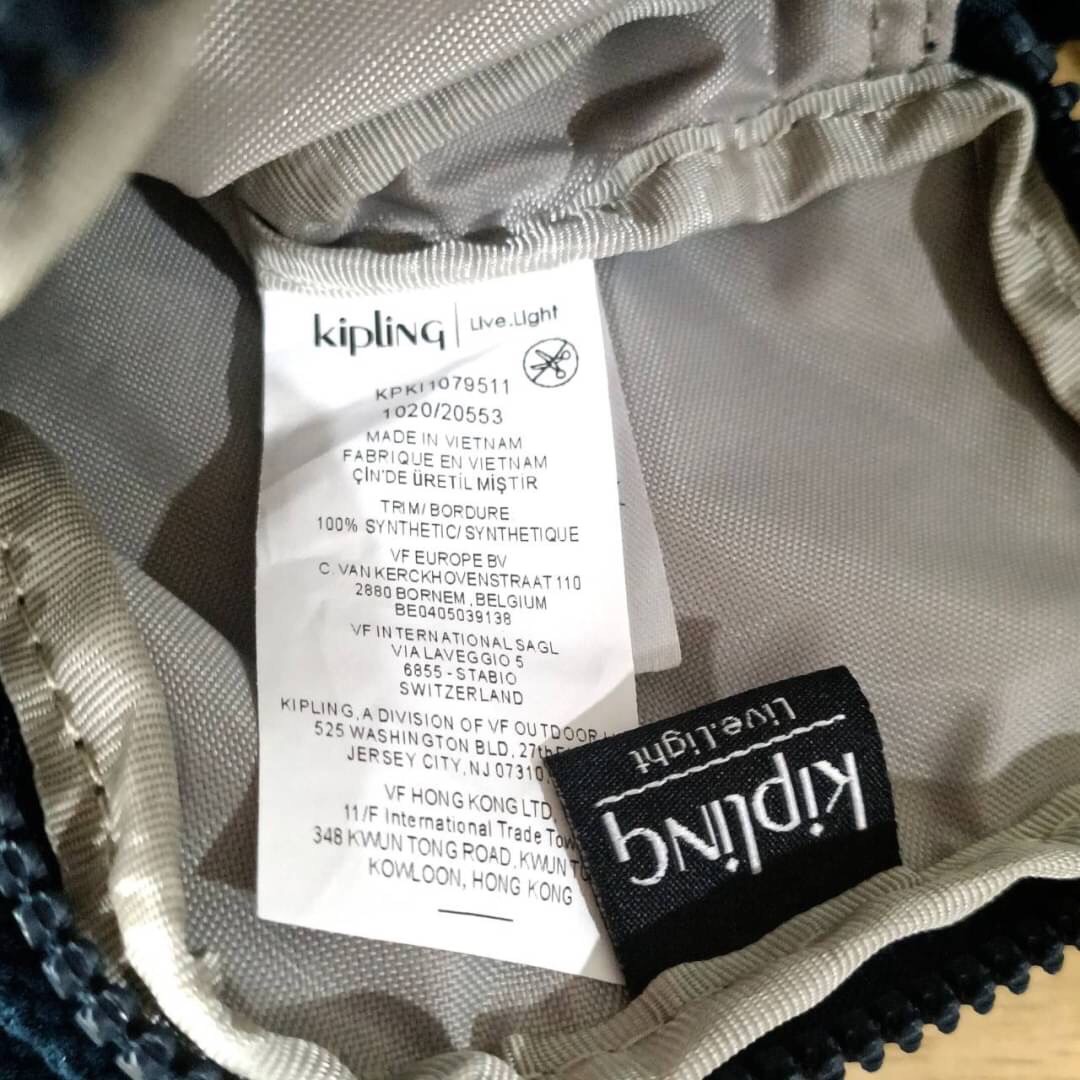 kipling | Live.Light
KPKI1079511
1020/20553
MADE IN VIETNAM
FABRIQUE EN VIETNAM
ÇİN'DE ÜRETİL MİŞTİR
TRIM/BORDURE
100% SYNTHETIC/SYNTHETIQUE
VF EUROPE BV
C. VAN KERCKHOVENSTRAAT 110
2880 BORNEM, BELGIUM
BE0405039138
VF INTERNATIONAL SAGL
VIA LAVEGGIO 5
6855 - STABIO
SWITZERLAND
KIPLING, A DIVISION OF VF OUTDOOR
525 WASHINGTON BLD, 27th
JERSEY CITY, NJ 07310
VF HONG KONG LTD,
11/F International Trade
348 KWUN TONG ROAD, KWUN
KOWLOON, HONG KONG
kipling
Live.Light